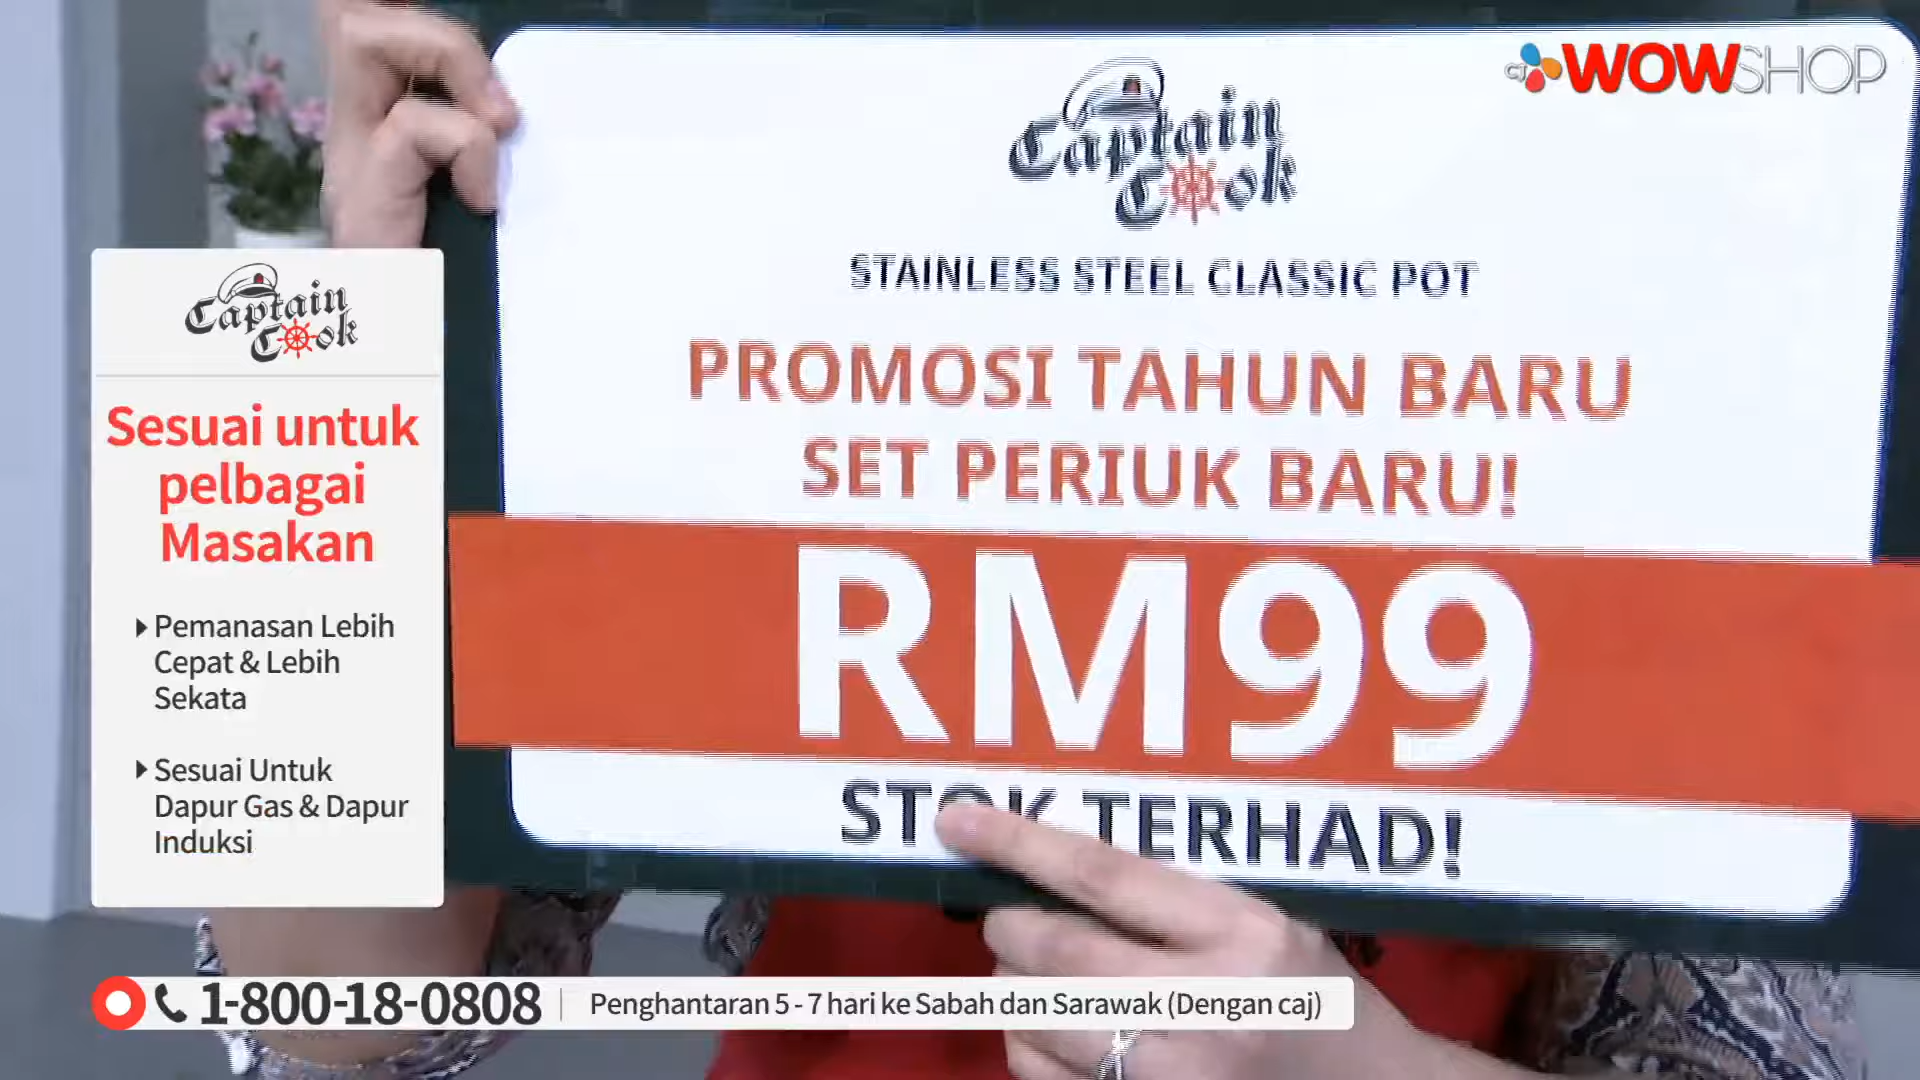 CJ WOWSHOP
Captain
Cook
STAINLESS STEEL CLASSIC POT
PROMOSI TAHUN BARU
SET PERIUK BARU!
RM99
STOK TERHAD!
Captain
Cook
Sesuai untuk
pelbagai
Masakan
Pemanasan Lebih
Cepat & Lebih
Sekata
Sesuai Untuk
Dapur Gas & Dapur
Induksi
1-800-18-0808
Penghantaran 5 - 7 hari ke Sabah dan Sarawak (Dengan caj)